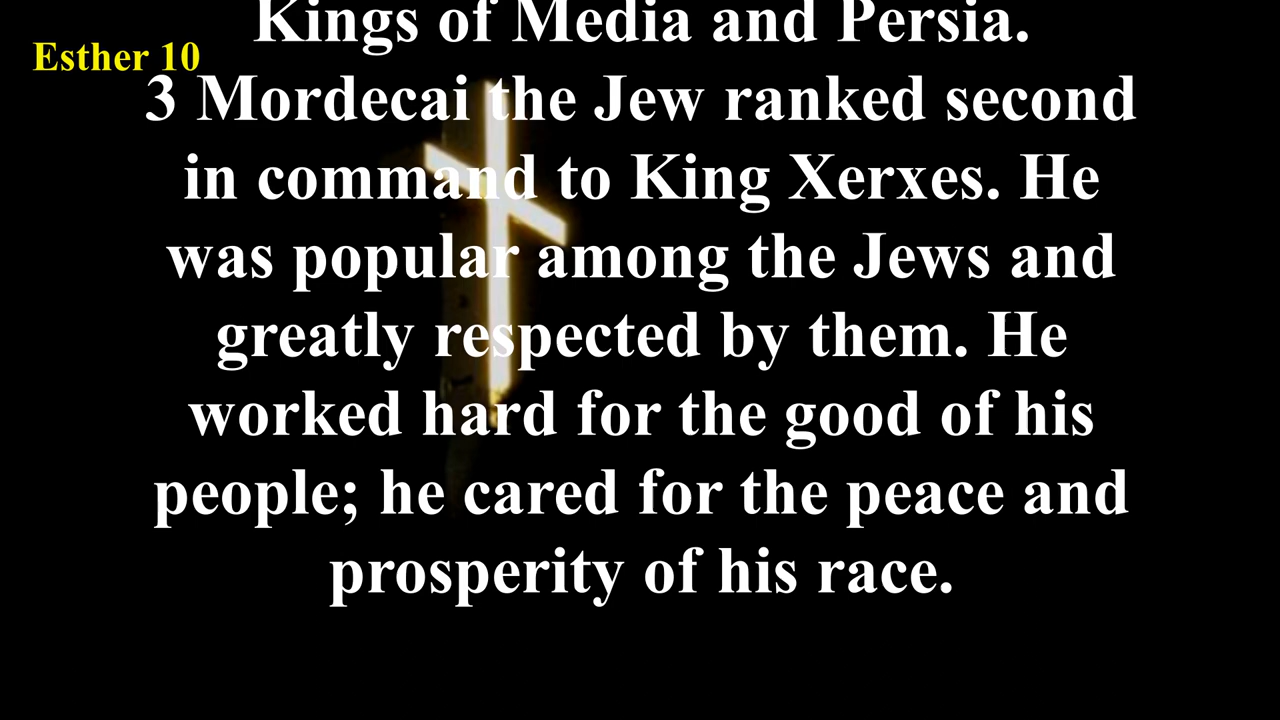 Kings of Media and Persia.
Esther 10
3 Mordecai the Jew ranked second
in command to King Xerxes. He
was popular among the Jews and
greatly respected by them. He
worked hard for the good of his
people; he cared for the peace and
prosperity of his race.